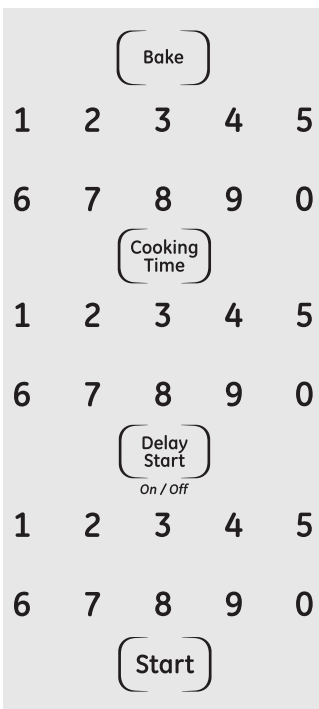 Bake
1 2 3 4 5
6 7 8 9 0
Cooking
Time
1 2 3 4 5
6 7 8 9 0
Delay
Start
On / Off
1 2 3 4 5
6 7 8 9 0
Start